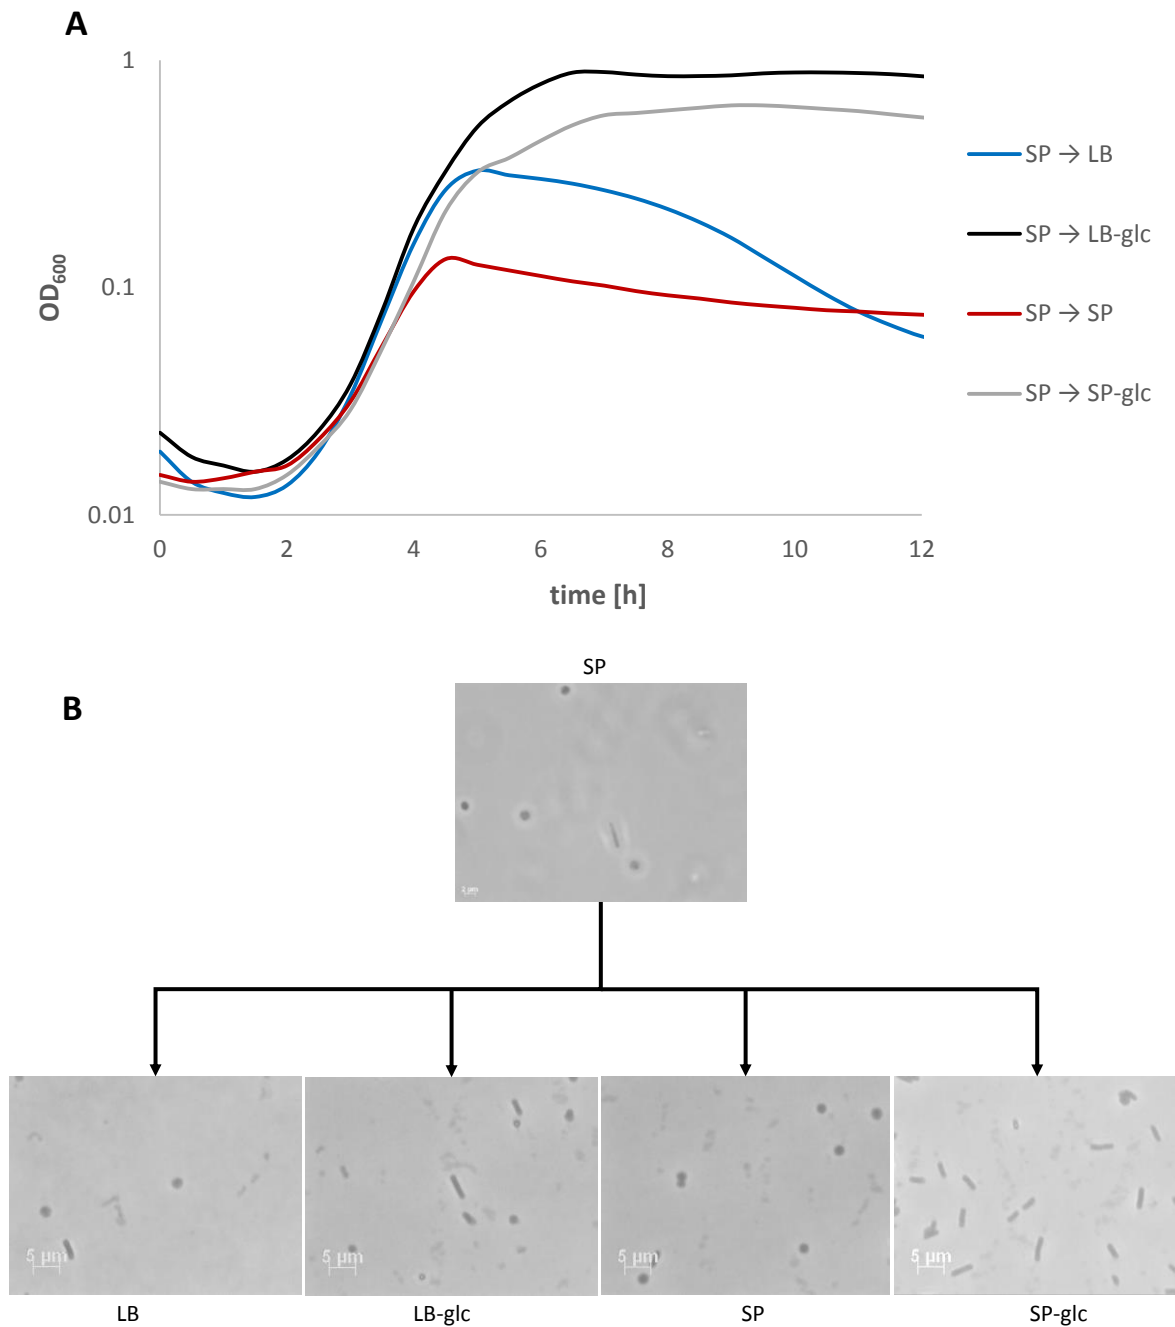 A
1
0.1
0.01
OD600
0 2 4 6 8 10 12
time [h]
SP → LB
SP → LB-glc
SP → SP
SP → SP-glc
B
SP
2 µm
5 µm 5 µm 5 µm 5 µm
LB LB-glc SP SP-glc